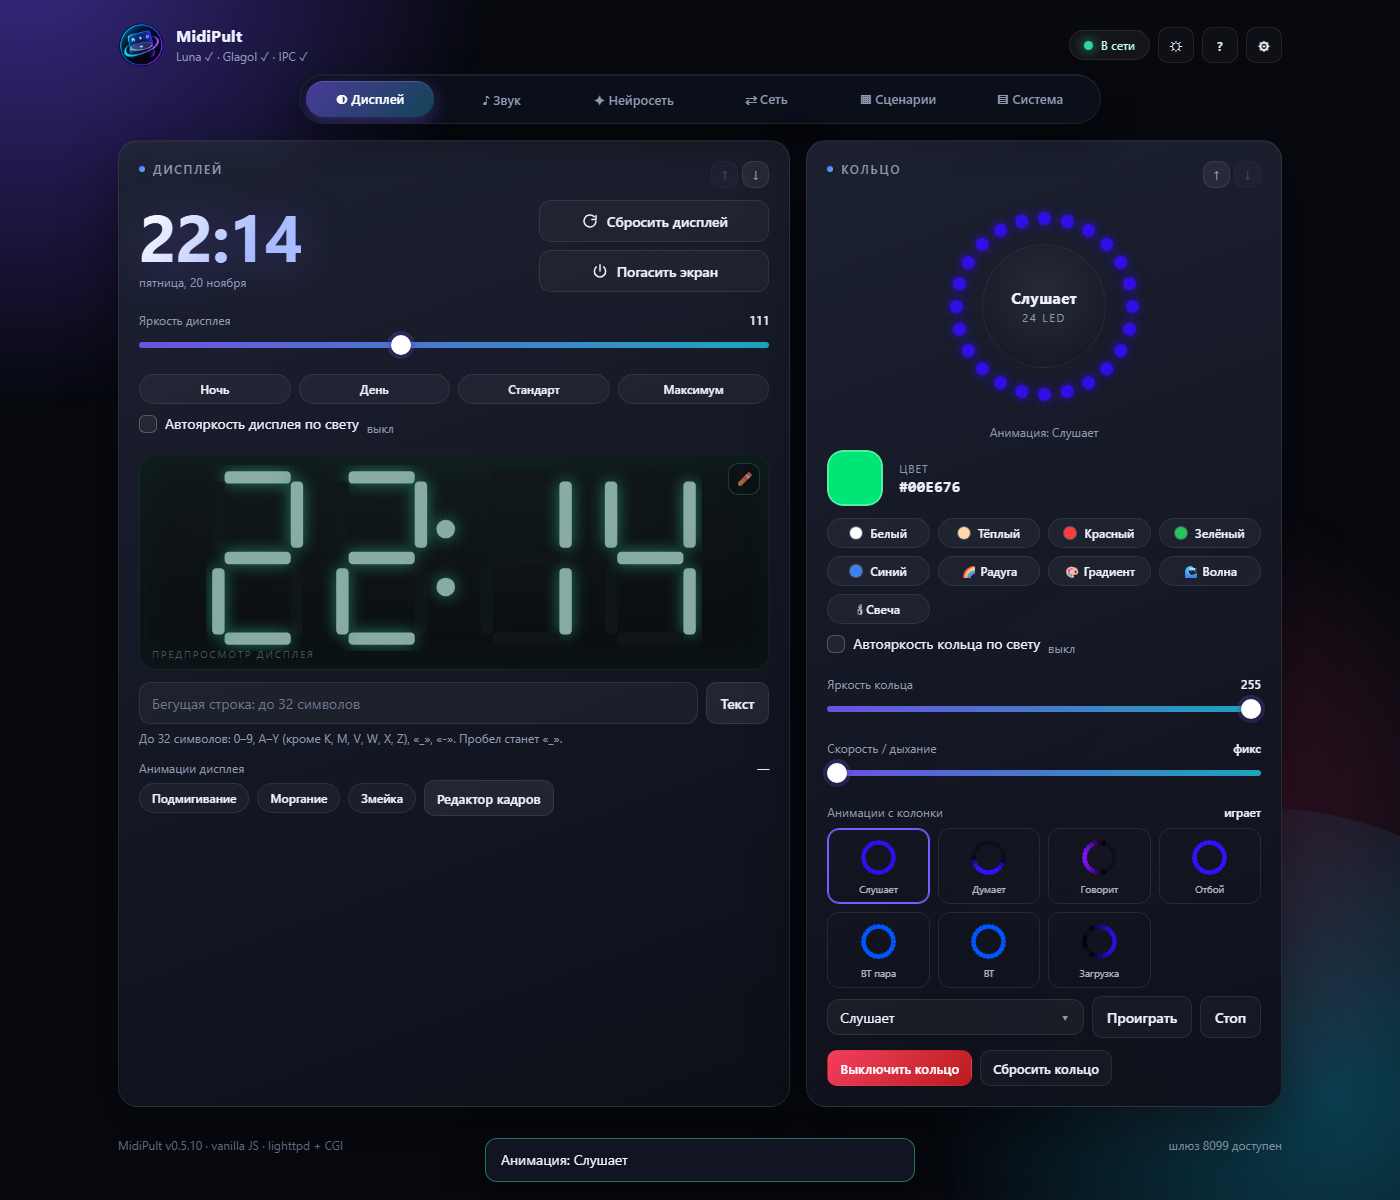 MidiPult
Luna ✓ · Glagol ✓ · IPC ✓
В сети
?
Дисплей
Звук
Нейросеть
Сеть
Сценарии
Система
ДИСПЛЕЙ
↑ ↓
22:14
пятница, 20 ноября
Сбросить дисплей
Погасить экран
Яркость дисплея 111
Ночь
День
Стандарт
Максимум
Автояркость дисплея по свету выкл
22:14
ПРЕДПРОСМОТР ДИСПЛЕЯ
Бегущая строка: до 32 символов
Текст
До 32 символов: 0–9, A–Y (кроме K, M, V, W, X, Z), «_», «-». Пробел станет «_».
Анимации дисплея —
Подмигивание
Моргание
Змейка
Редактор кадров
КОЛЬЦО
↑ ↓
Слушает
24 LED
Анимация: Слушает
ЦВЕТ
#00E676
Белый
Тёплый
Красный
Зелёный
Синий
Радуга
Градиент
Волна
Свеча
Автояркость кольца по свету выкл
Яркость кольца 255
Скорость / дыхание фикс
Анимации с колонки играет
Слушает
Думает
Говорит
Отбой
BT пара
BT
Загрузка
Слушает
Проиграть
Стоп
Выключить кольцо
Сбросить кольцо
MidiPult v0.5.10 · vanilla JS · lighttpd + CGI
Анимация: Слушает
шлюз 8099 доступен